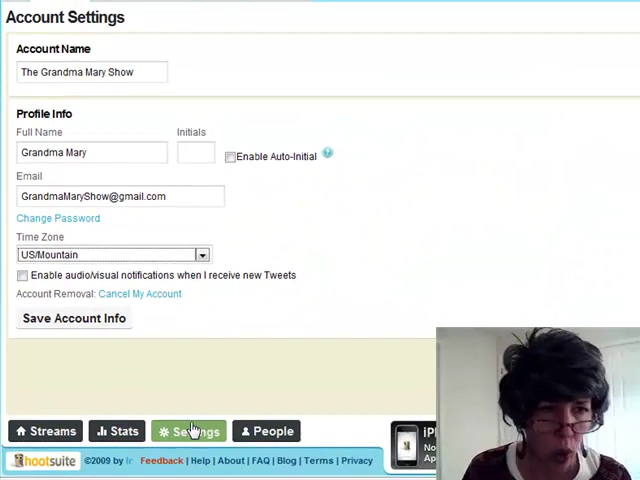 Account Settings
Account Name
The Grandma Mary Show
Profile Info
Full Name Initials
Grandma Mary
Enable Auto-Initial ?
Email
GrandmaMaryShow@gmail.com
Change Password
Time Zone
US/Mountain
Enable audio/visual notifications when I receive new Tweets
Account Removal: Cancel My Account
Save Account Info
Streams Stats Settings People
hootsuite ©2009 by Feedback | Help | About | FAQ | Blog | Terms | Privacy